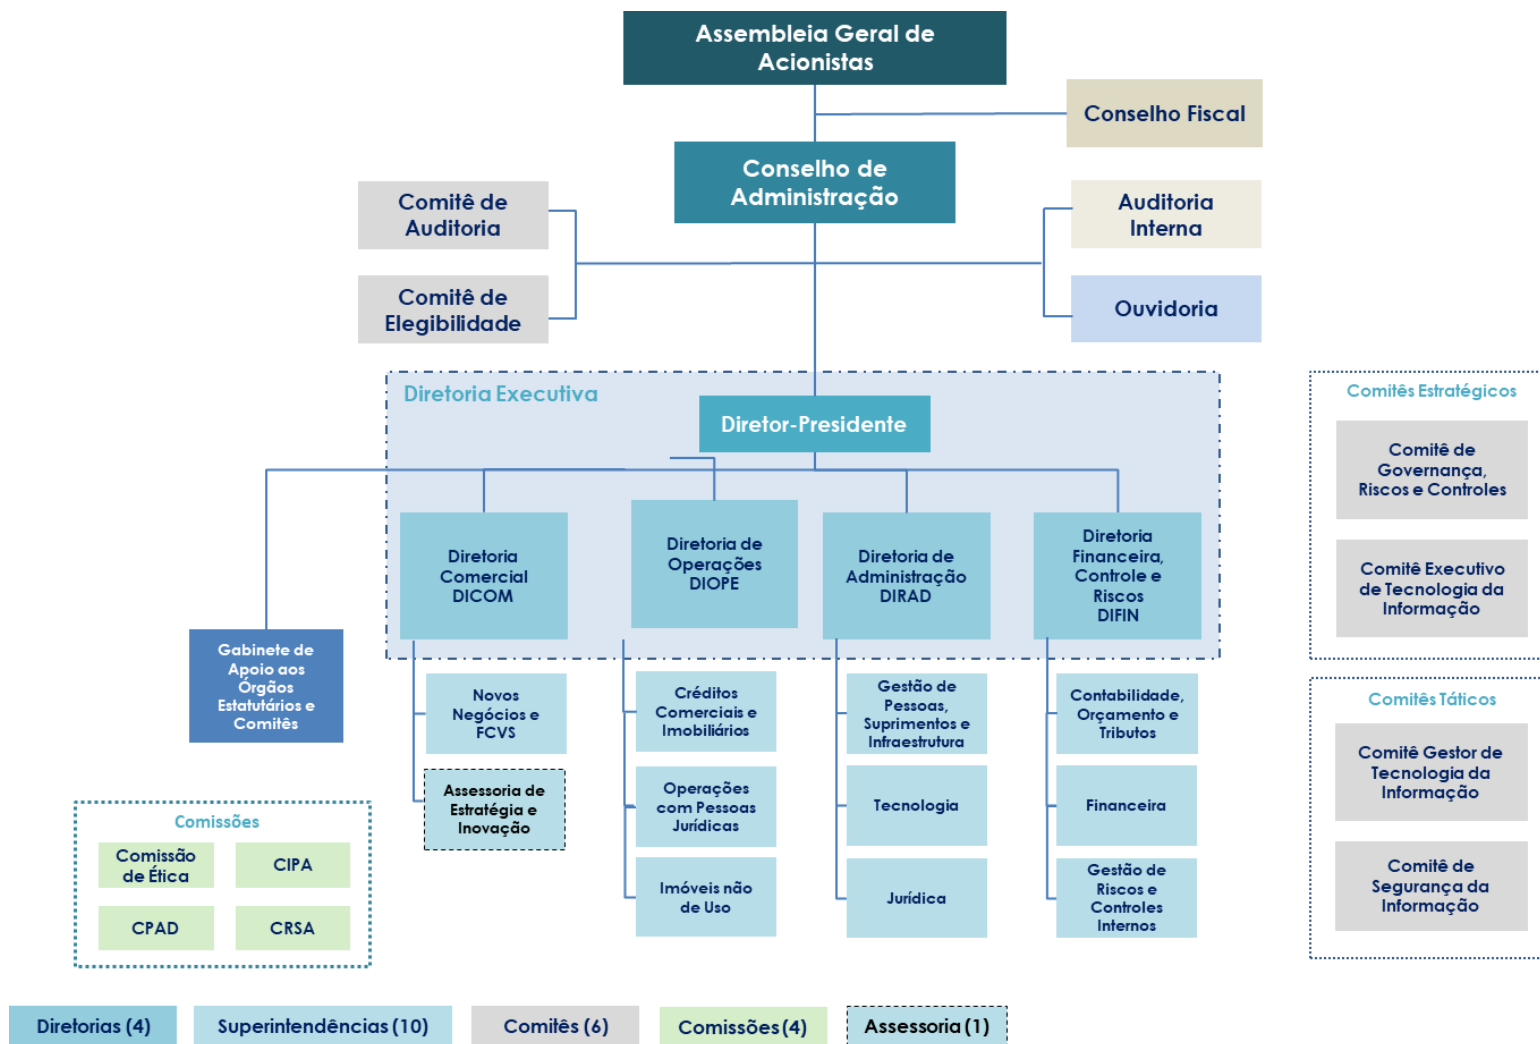 Assembleia Geral de
Acionistas
Conselho Fiscal
Conselho de
Administração
Comitê de
Auditoria
Auditoria
Interna
Comitê de
Elegibilidade
Ouvidoria
Diretoria Executiva
Diretor-Presidente
Diretoria
Comercial
DICOM
Diretoria de
Operações
DIOPE
Diretoria de
Administração
DIRAD
Diretoria
Financeira,
Controle e
Riscos
DIFIN
Gabinete de
Apoio aos
Órgãos
Estatutários e
Comitês
Novos
Negócios e
FCVS
Assessoria de
Estratégia e
Inovação
Créditos
Comerciais e
Imobiliários
Operações
com Pessoas
Jurídicas
Imóveis não
de Uso
Gestão de
Pessoas,
Suprimentos e
Infraestrutura
Tecnologia
Jurídica
Contabilidade,
Orçamento e
Tributos
Financeira
Gestão de
Riscos e
Controles
Internos
Comitês Estratégicos
Comitê de
Governança,
Riscos e Controles
Comitê Executivo
de Tecnologia da
Informação
Comitês Táticos
Comitê Gestor de
Tecnologia da
Informação
Comitê de
Segurança da
Informação
Comissões
Comissão
de Ética
CIPA
CPAD
CRSA
Diretorias (4)
Superintendências (10)
Comitês (6)
Comissões (4)
Assessoria (1)